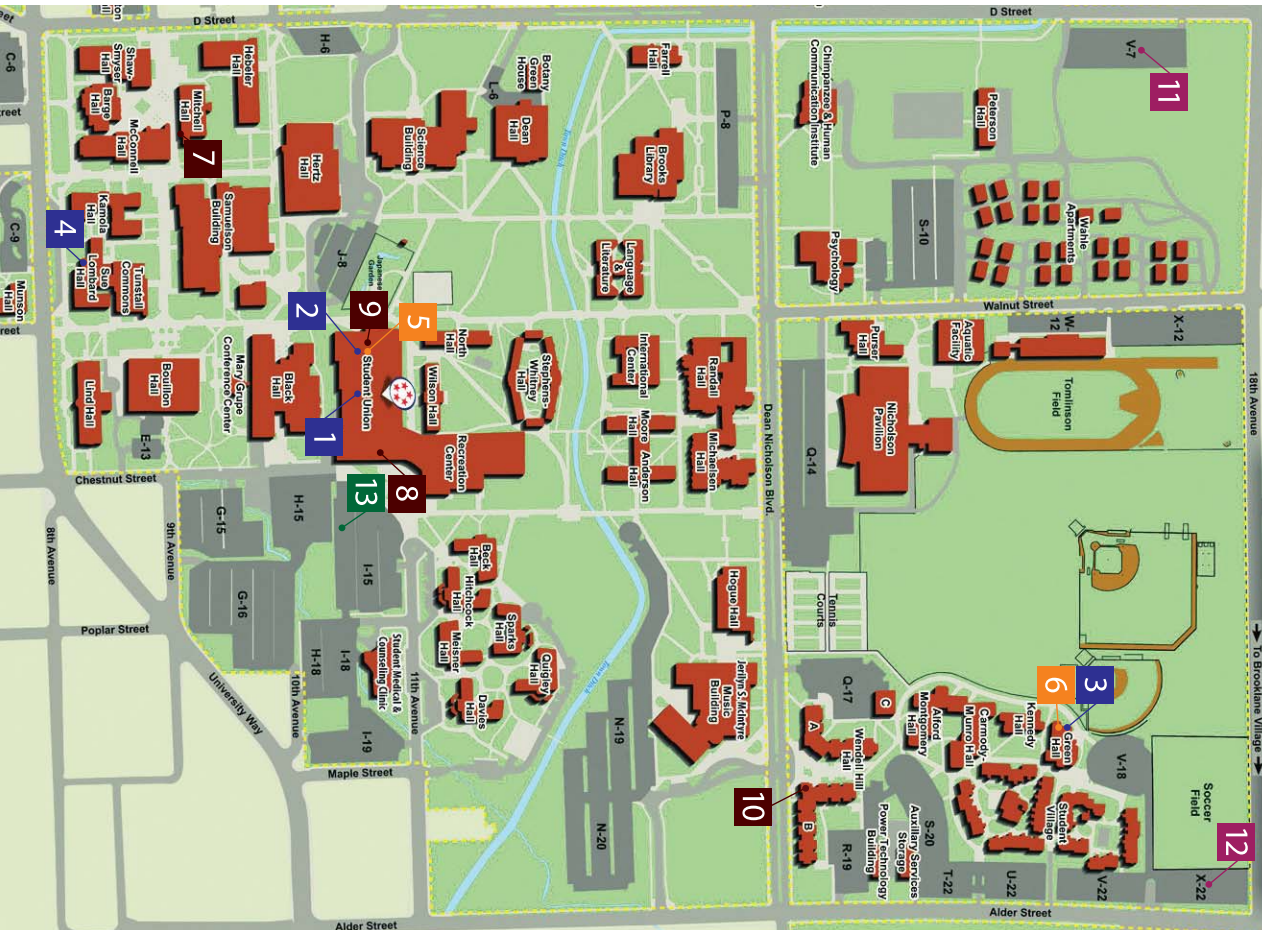 D Street
D Street
C-6
H-6
V-7
11
Shaw-
Smyser
Hall
Hebeler
Hall
Barge
Hall
Mitchell
Hall
McConnell
Hall
7
Hertz
Hall
Science
Building
L-6
Botany
Green
House
Dean
Hall
Town Ditch
Farrell
Hall
Brooks
Library
P-8
Chimpanzee & Human
Communication Institute
Peterson
Hall
S-10
Wahle
Apartments
Psychology
Kamola
Hall
4
C-9
Sue
Lombard
Hall
Tunstall
Commons
Munson
Hall
Samuelson
Building
J-8
Japanese
Garden
Language
&
Literature
Walnut Street
W-
12
X-12
2
9
5
Studetnt Union
1
8
13
North
Hall
Wilson Hall
Recreation
Center
Stephens-
Whitney
Hall
International
Center
Randall
Hall
Moore
Hall
Anderson
Hall
Michaelsen
Hall
Dean Nicholson Blvd.
Purser
Hall
Aquatic
Facility
Nicholson
Pavilion
Q-14
Tomlinson
Field
18th Avenue
Lind Hall
Bouillon
Hall
E-13
Mary Grupe
Conference Center
Black
Hall
Chestnut Street
G-15
H-15
I-15
G-16
H-18
I-18
I-19
8th Avenue
9th Avenue
10th Avenue
11th Avenue
Poplar Street
University Way
Maple Street
Student Medical &
Counseling Clinic
Beck
Hall
Hitchcock
Hall
Meisner
Hall
Sparks
Hall
Quigley
Hall
Davies
Hall
Town Ditch
Hogue Hall
Jerilyn S. McIntyre
Music
Building
N-19
N-20
10
Tennis
Courts
Q-17
A
C
B
Wendell Hill
Hall
R-19
S-20
T-22
U-22
V-22
X-22
V-18
Alford
Montgomery
Hall
Carmody-
Munro Hall
Kennedy
Hall
Green
Hall
6
3
Student
Village
Auxiliary Services
Storage
Power Technology
Building
Soccer
Field
12
To Brooklane Village
Alder Street
Alder Street